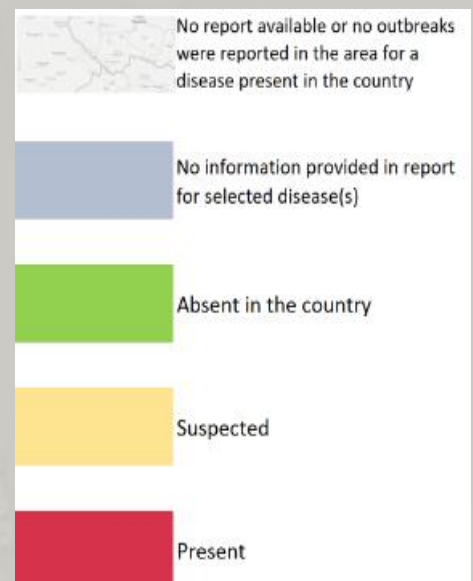 No report available or no outbreaks
were reported in the area for a
disease present in the country
No information provided in report
for selected disease(s)
Absent in the country
Suspected
Present